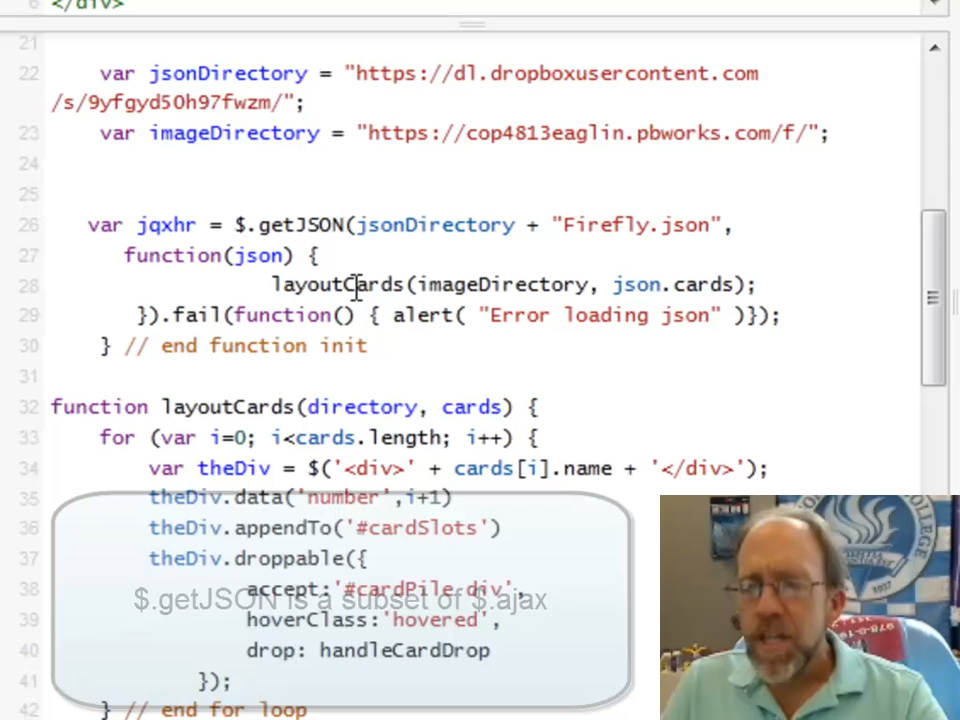 6 </div>
21
22 var jsonDirectory = "https://dl.dropboxusercontent.com
/s/9yfgyd50h97fwzm/";
23 var imageDirectory = "https://cop4813eaglin.pbworks.com/f/";
24
25
26 var jqxhr = $.getJSON(jsonDirectory + "Firefly.json",
27 function(json) {
28 layoutCards(imageDirectory, json.cards);
29 }).fail(function() { alert( "Error loading json" )});
30 } // end function init
31
32 function layoutCards(directory, cards) {
33 for (var i=0; i<cards.length; i++) {
34 var theDiv = $('<div>' + cards[i].name + '</div>');
35 theDiv.data('number',i+1)
36 theDiv.appendTo('#cardSlots')
37 theDiv.droppable({
38 accept:'#cardPile div',
$.getJSON is a subset of $.ajax
39 hoverClass:'hovered',
40 drop: handleCardDrop
41 });
42 } // end for loop
COLLEGE